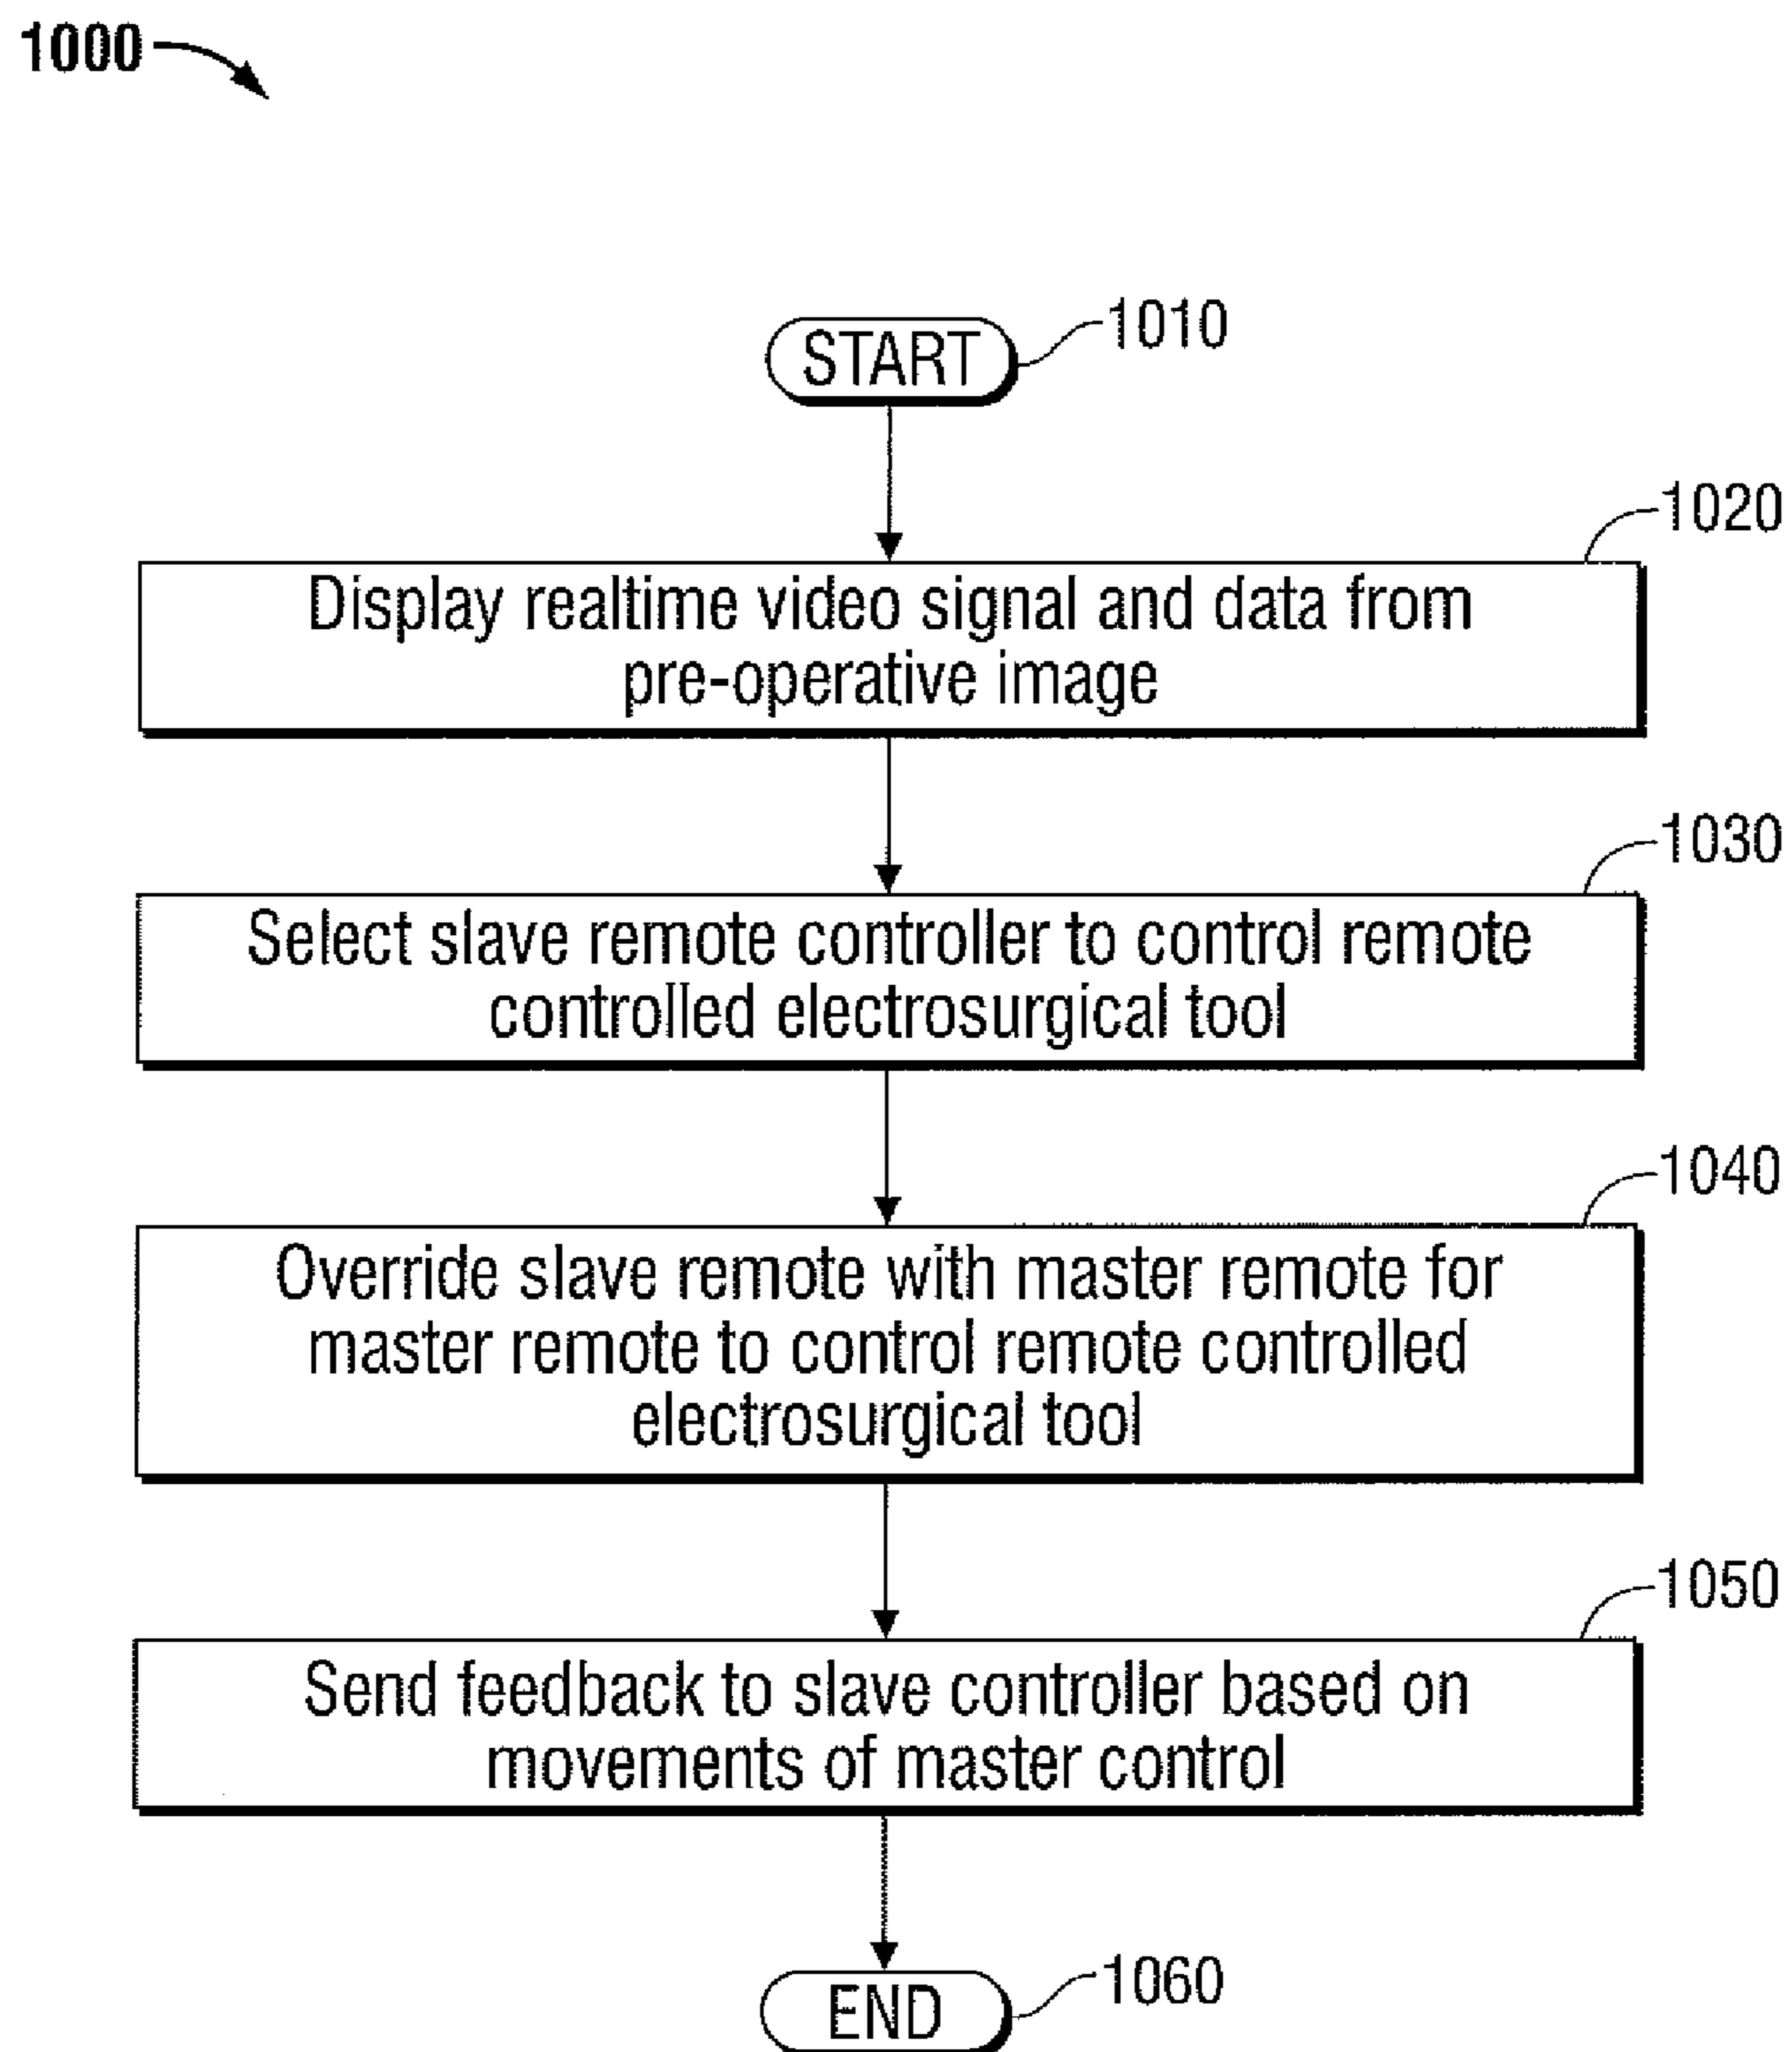 1000
START
1010
1020
Display realtime video signal and data from
pre-operative image
1030
Select slave remote controller to control remote
controlled electrosurgical tool
1040
Override slave remote with master remote for
master remote to control remote controlled
electrosurgical tool
1050
Send feedback to slave controller based on
movements of master control
END
1060